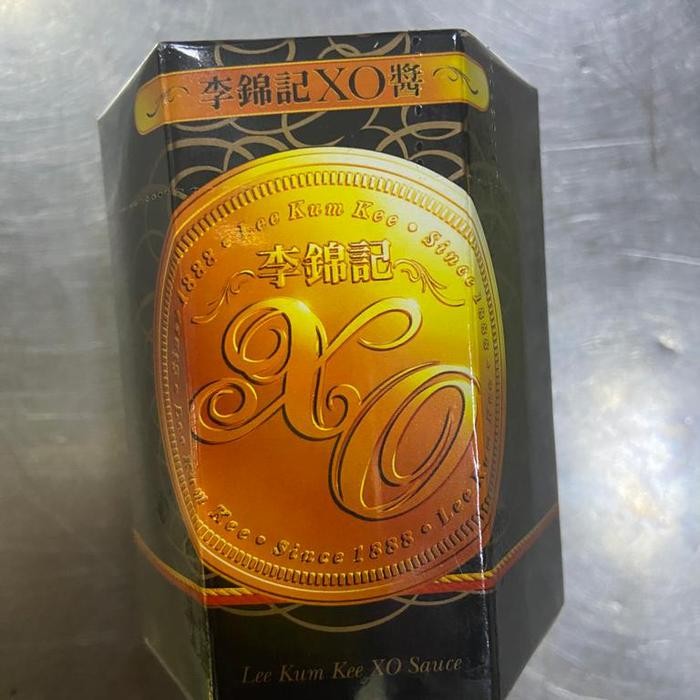 李錦記XO醬
Lee Kum Kee • Since 1888 • Lee Kum Kee • Since 1888 •
李錦記
XO
Lee Kum Kee XO Sauce